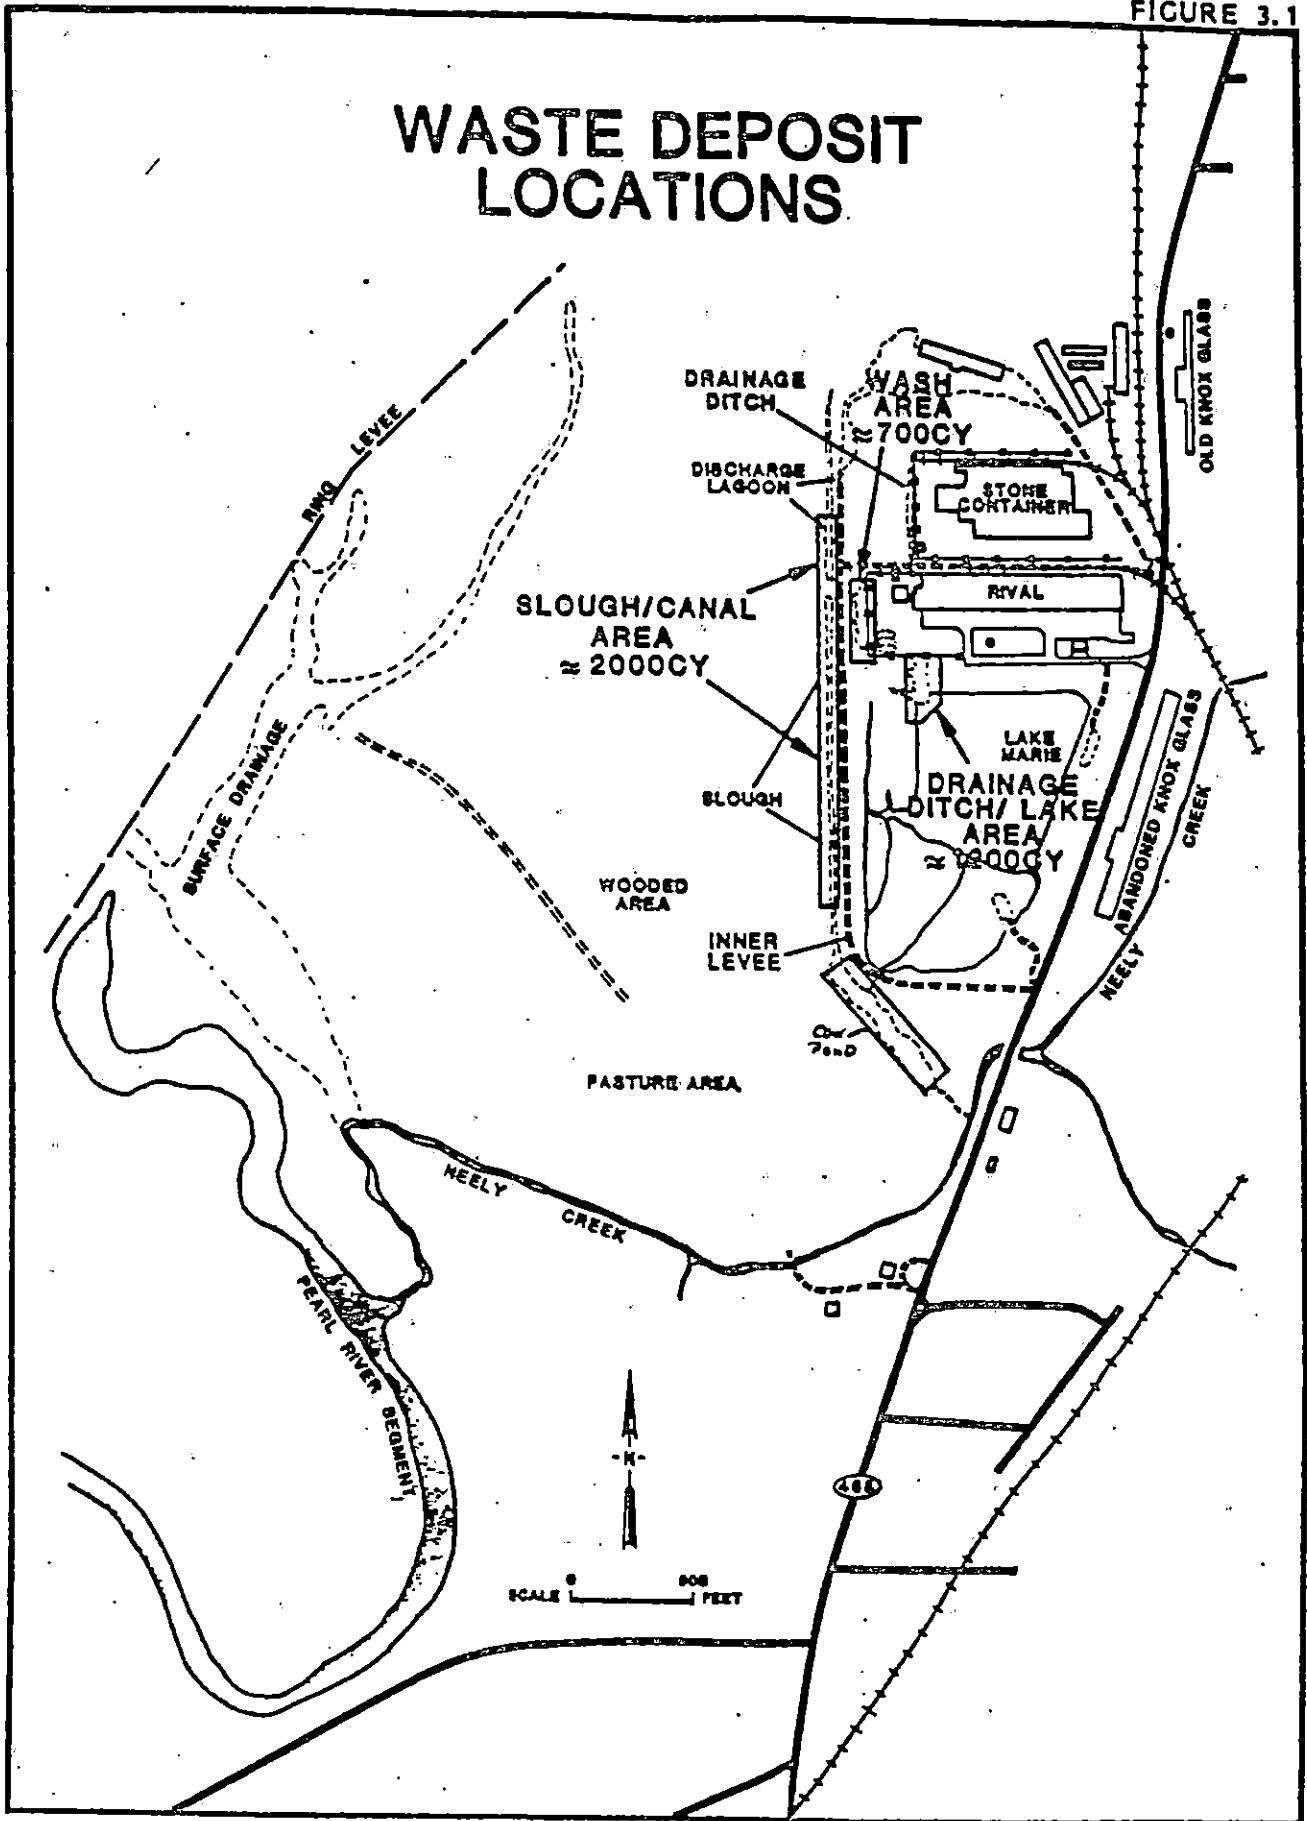 FIGURE 3.1
WASTE DEPOSIT
LOCATIONS
OLD KNOX GLASS
DRAINAGE
DITCH
WASH
AREA
≈ 700CY
RING LEVEE
DISCHARGE
LAGOON
STONE
CONTAINER
RIVAL
SLOUGH/CANAL
AREA
≈ 2000CY
LAKE
MARIE
ABANDONED KNOX GLASS
SURFACE DRAINAGE
SLOUGH
DRAINAGE
DITCH/ LAKE
AREA
WOODED
AREA
INNER
LEVEE
NEELY CREEK
PASTURE AREA
NEELY
CREEK
PEARL RIVER SEGMENT
-N-
468
SCALE 0
FEET